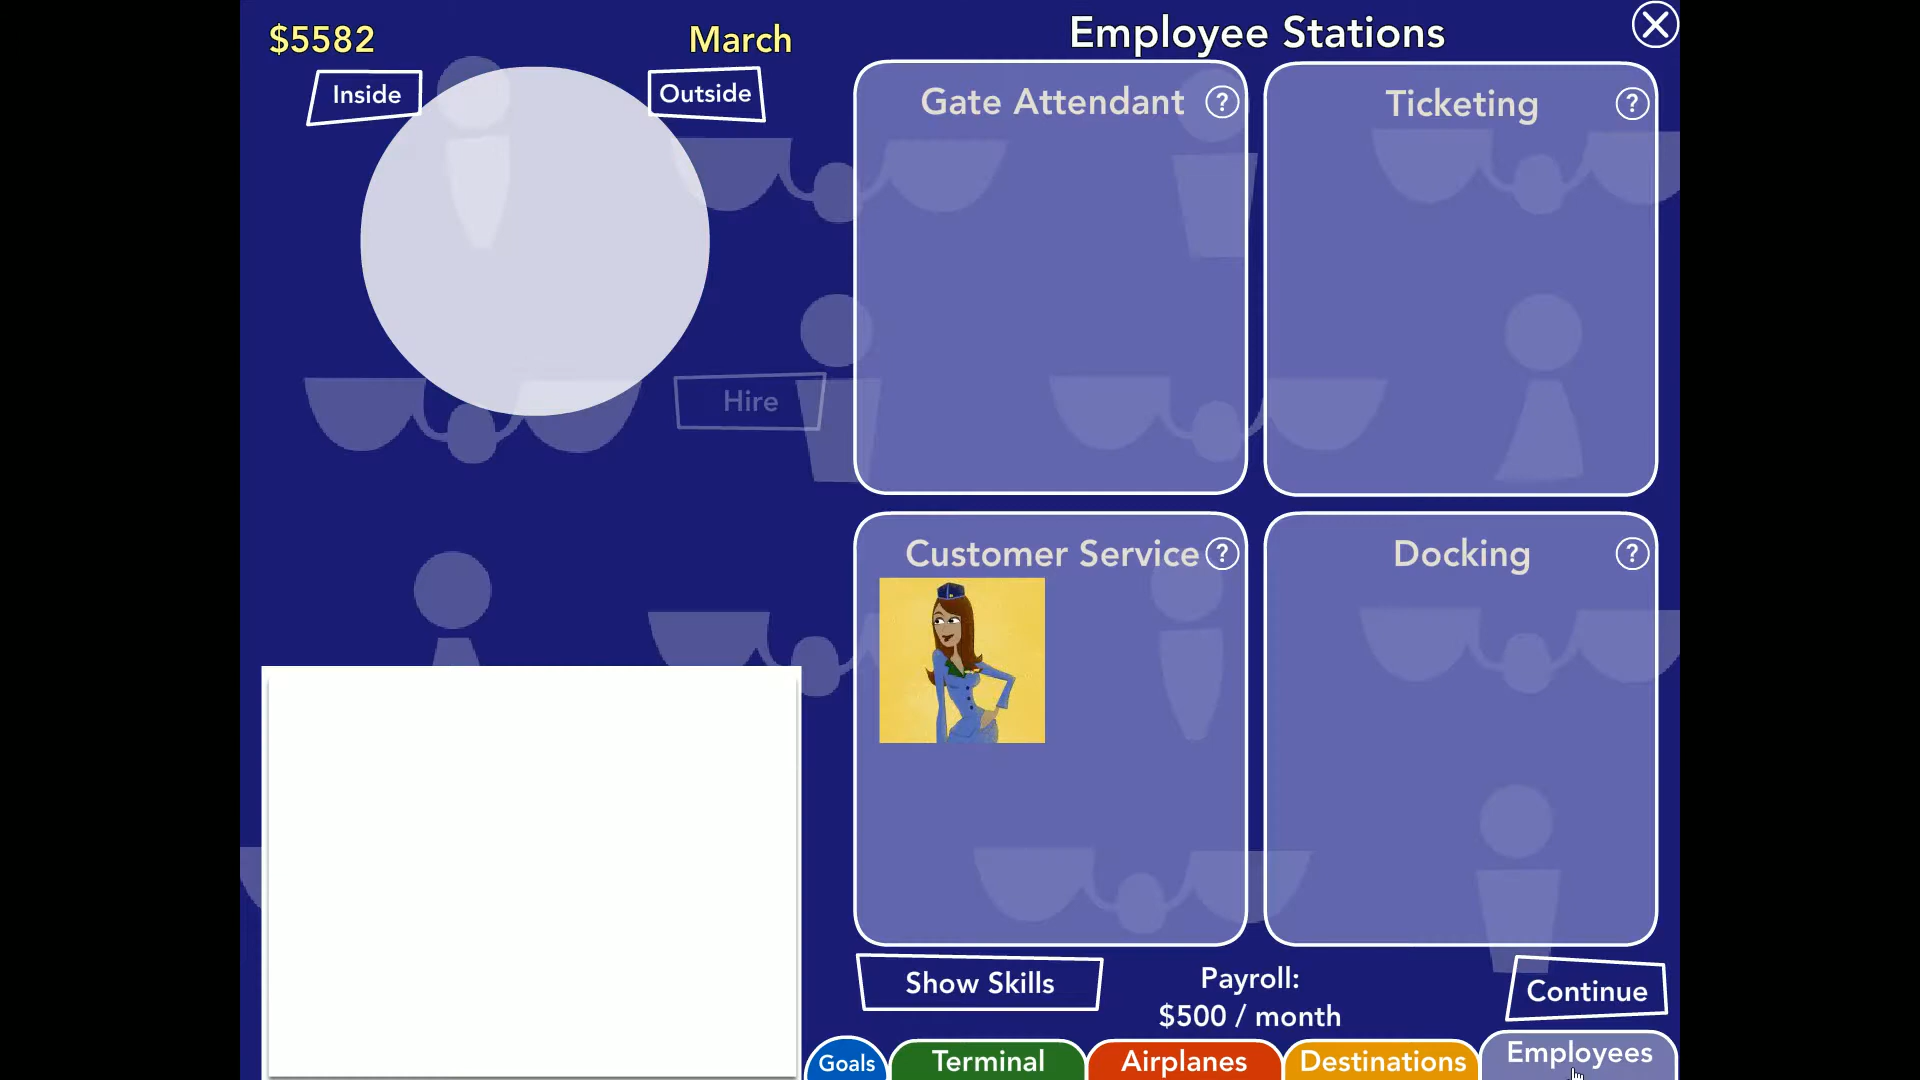 $5582
March
Employee Stations
Inside
Outside
Gate Attendant ?
Ticketing ?
Hire
Customer Service ?
Docking ?
Show Skills
Payroll:
$500 / month
Continue
Goals
Terminal
Airplanes
Destinations
Employees